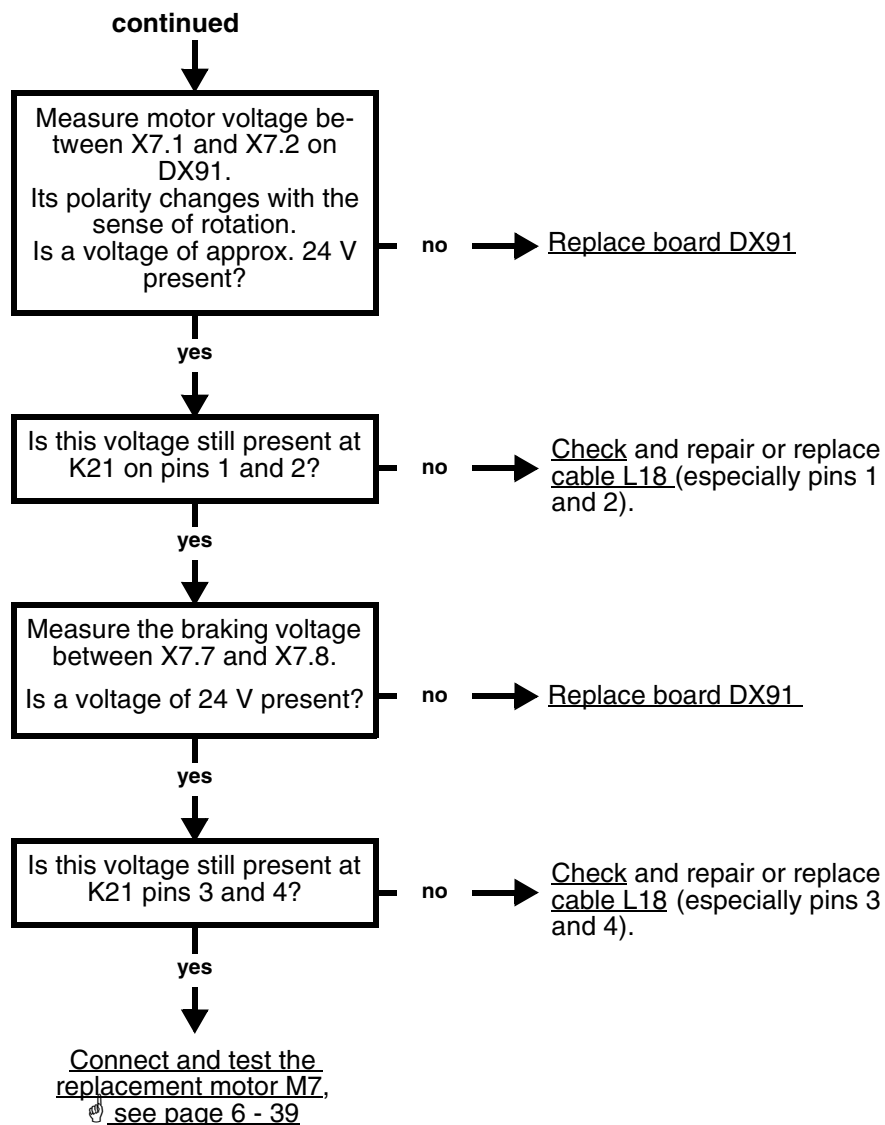 continued
Measure motor voltage be-
tween X7.1 and X7.2 on
DX91.
Its polarity changes with the
sense of rotation.
Is a voltage of approx. 24 V
present?
no
Replace board DX91
yes
Is this voltage still present at
K21 on pins 1 and 2?
no
Check and repair or replace
cable L18 (especially pins 1
and 2).
yes
Measure the braking voltage
between X7.7 and X7.8.
Is a voltage of 24 V present?
no
Replace board DX91
yes
Is this voltage still present at
K21 pins 3 and 4?
no
Check and repair or replace
cable L18 (especially pins 3
and 4).
yes
Connect and test the
replacement motor M7,
see page 6 - 39